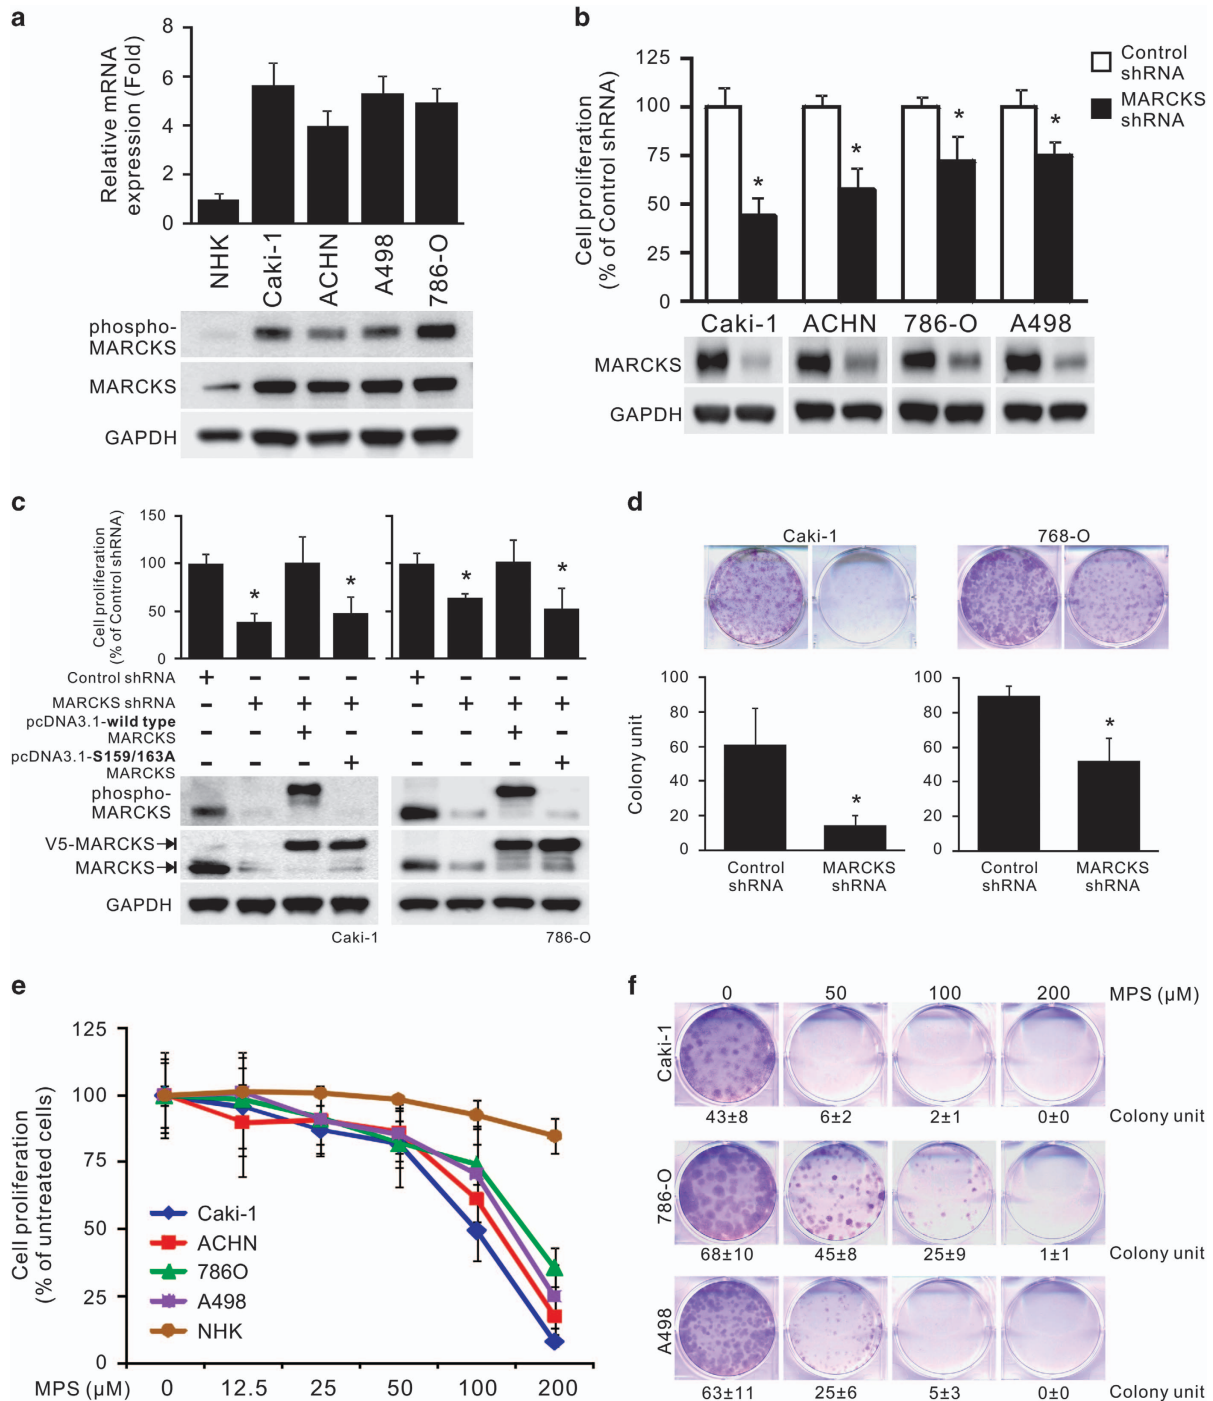 a
Relative mRNA
expression (Fold)
8
6
4
2
0
NHK
Caki-1
ACHN
A498
786-O
phospho-
MARCKS
MARCKS
GAPDH
b
Cell proliferation
(% of Control shRNA)
125
100
75
50
25
0
Control
shRNA
MARCKS
shRNA
*
*
*
*
Caki-1 ACHN 786-O A498
MARCKS
GAPDH
c
Cell proliferation
(% of Control shRNA)
150
100
50
0
* * * *
Control shRNA + − − − + − − −
MARCKS shRNA − + + + − + + +
pcDNA3.1-wild type
MARCKS
− − + − − − + −
pcDNA3.1-S159/163A
MARCKS
− − − + − − − +
phospho-
MARCKS
V5-MARCKS
MARCKS
GAPDH
Caki-1
786-O
d
Caki-1
768-O
Colony unit
100
80
60
40
20
0
*
Control
shRNA
MARCKS
shRNA
100
80
60
40
20
0
*
Control
shRNA
MARCKS
shRNA
e
Cell proliferation
(% of untreated cells)
125
100
75
50
25
0
Caki-1
ACHN
786O
A498
NHK
MPS (µM) 0 12.5 25 50 100 200
f
0 50 100 200 MPS (µM)
Caki-1
43±8 6±2 2±1 0±0 Colony unit
786-O
68±10 45±8 25±9 1±1 Colony unit
A498
63±11 25±6 5±3 0±0 Colony unit